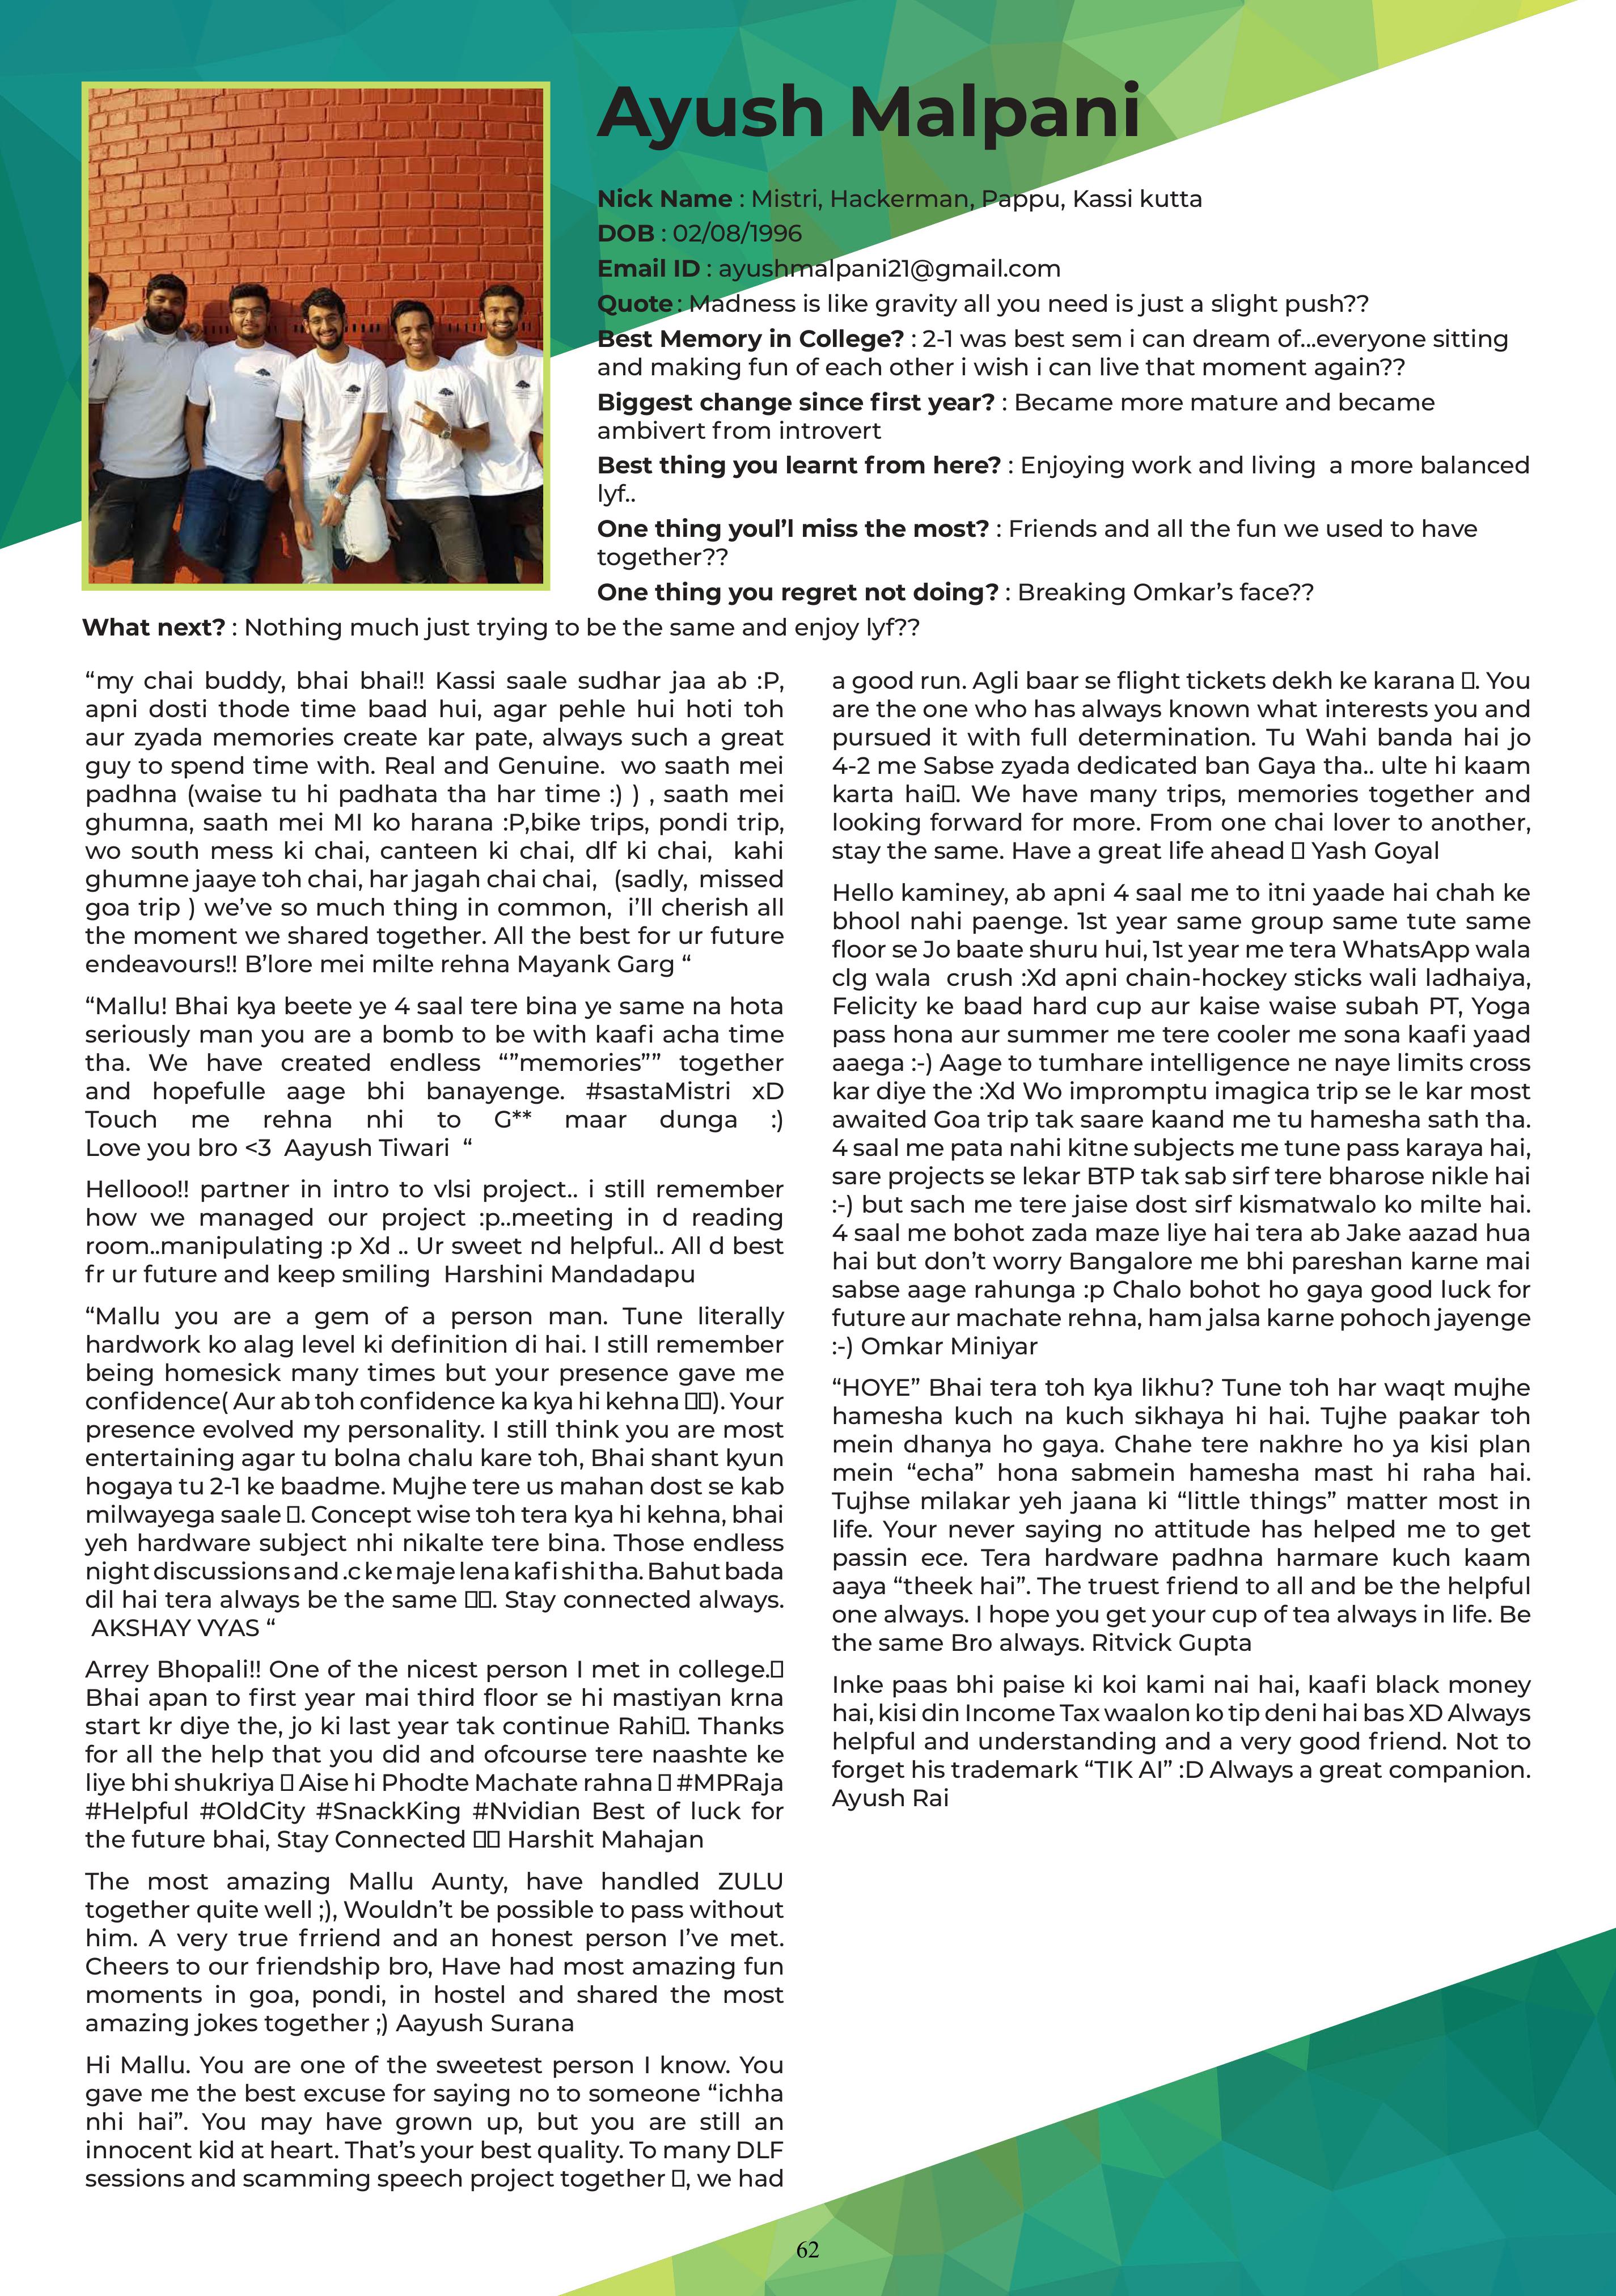 Ayush Malpani
Nick Name : Mistri, Hackerman, Pappu, Kassi kutta
DOB : 02/08/1996
Email ID : ayushmalpani21@gmail.com
Quote : Madness is like gravity all you need is just a slight push??
Best Memory in College? : 2-1 was best sem i can dream of...everyone sitting
and making fun of each other i wish i can live that moment again??
Biggest change since first year? : Became more mature and became
ambivert from introvert
Best thing you learnt from here? : Enjoying work and living  a more balanced
lyf..
One thing youl’l miss the most? : Friends and all the fun we used to have
together??
One thing you regret not doing? : Breaking Omkar’s face??
What next? : Nothing much just trying to be the same and enjoy lyf??
“my chai buddy, bhai bhai!! Kassi saale sudhar jaa ab :P,
apni dosti thode time baad hui, agar pehle hui hoti toh
aur zyada memories create kar pate, always such a great
guy to spend time with. Real and Genuine.  wo saath mei
padhna (waise tu hi padhata tha har time :) ) , saath mei
ghumna, saath mei MI ko harana :P,bike trips, pondi trip,
wo south mess ki chai, canteen ki chai, dlf ki chai,  kahi
ghumne jaaye toh chai, har jagah chai chai,  (sadly, missed
goa trip ) we’ve so much thing in common,  i’ll cherish all
the moment we shared together. All the best for ur future
endeavours!! B’lore mei milte rehna Mayank Garg “
“Mallu! Bhai kya beete ye 4 saal tere bina ye same na hota
seriously man you are a bomb to be with kaafi acha time
tha. We have created endless “”memories”” together
and hopefulle aage bhi banayenge. #sastaMistri xD
Touch me rehna nhi to G** maar dunga :)
Love you bro <3  Aayush Tiwari  “
Hellooo!! partner in intro to vlsi project.. i still remember
how we managed our project :p..meeting in d reading
room..manipulating :p Xd .. Ur sweet nd helpful.. All d best
fr ur future and keep smiling  Harshini Mandadapu
“Mallu you are a gem of a person man. Tune literally
hardwork ko alag level ki definition di hai. I still remember
being homesick many times but your presence gave me
confidence( Aur ab toh confidence ka kya hi kehna ▯▯). Your
presence evolved my personality. I still think you are most
entertaining agar tu bolna chalu kare toh, Bhai shant kyun
hogaya tu 2-1 ke baadme. Mujhe tere us mahan dost se kab
milwayega saale ▯. Concept wise toh tera kya hi kehna, bhai
yeh hardware subject nhi nikalte tere bina. Those endless
night discussions and .c ke maje lena kafi shi tha. Bahut bada
dil hai tera always be the same ▯▯. Stay connected always.
AKSHAY VYAS “
Arrey Bhopali!! One of the nicest person I met in college.▯
Bhai apan to first year mai third floor se hi mastiyan krna
start kr diye the, jo ki last year tak continue Rahi▯. Thanks
for all the help that you did and ofcourse tere naashte ke
liye bhi shukriya ▯ Aise hi Phodte Machate rahna ▯ #MPRaja
#Helpful #OldCity #SnackKing #Nvidian Best of luck for
the future bhai, Stay Connected ▯▯ Harshit Mahajan
The most amazing Mallu Aunty, have handled ZULU
together quite well ;), Wouldn’t be possible to pass without
him. A very true frriend and an honest person I’ve met.
Cheers to our friendship bro, Have had most amazing fun
moments in goa, pondi, in hostel and shared the most
amazing jokes together ;) Aayush Surana
Hi Mallu. You are one of the sweetest person I know. You
gave me the best excuse for saying no to someone “ichha
nhi hai”. You may have grown up, but you are still an
innocent kid at heart. That’s your best quality. To many DLF
sessions and scamming speech project together ▯, we had
a good run. Agli baar se flight tickets dekh ke karana ▯. You
are the one who has always known what interests you and
pursued it with full determination. Tu Wahi banda hai jo
4-2 me Sabse zyada dedicated ban Gaya tha.. ulte hi kaam
karta hai▯. We have many trips, memories together and
looking forward for more. From one chai lover to another,
stay the same. Have a great life ahead ▯ Yash Goyal
Hello kaminey, ab apni 4 saal me to itni yaade hai chah ke
bhool nahi paenge. 1st year same group same tute same
floor se Jo baate shuru hui, 1st year me tera WhatsApp wala
clg wala  crush :Xd apni chain-hockey sticks wali ladhaiya,
Felicity ke baad hard cup aur kaise waise subah PT, Yoga
pass hona aur summer me tere cooler me sona kaafi yaad
aaega :-) Aage to tumhare intelligence ne naye limits cross
kar diye the :Xd Wo impromptu imagica trip se le kar most
awaited Goa trip tak saare kaand me tu hamesha sath tha.
4 saal me pata nahi kitne subjects me tune pass karaya hai,
sare projects se lekar BTP tak sab sirf tere bharose nikle hai
:-) but sach me tere jaise dost sirf kismatwalo ko milte hai.
4 saal me bohot zada maze liye hai tera ab Jake aazad hua
hai but don’t worry Bangalore me bhi pareshan karne mai
sabse aage rahunga :p Chalo bohot ho gaya good luck for
future aur machate rehna, ham jalsa karne pohoch jayenge
:-) Omkar Miniyar
“HOYE” Bhai tera toh kya likhu? Tune toh har waqt mujhe
hamesha kuch na kuch sikhaya hi hai. Tujhe paakar toh
mein dhanya ho gaya. Chahe tere nakhre ho ya kisi plan
mein “echa” hona sabmein hamesha mast hi raha hai.
Tujhse milakar yeh jaana ki “little things” matter most in
life. Your never saying no attitude has helped me to get
passin ece. Tera hardware padhna harmare kuch kaam
aaya “theek hai”. The truest friend to all and be the helpful
one always. I hope you get your cup of tea always in life. Be
the same Bro always. Ritvick Gupta
Inke paas bhi paise ki koi kami nai hai, kaafi black money
hai, kisi din Income Tax waalon ko tip deni hai bas XD Always
helpful and understanding and a very good friend. Not to
forget his trademark “TIK AI” :D Always a great companion.
Ayush Rai
62